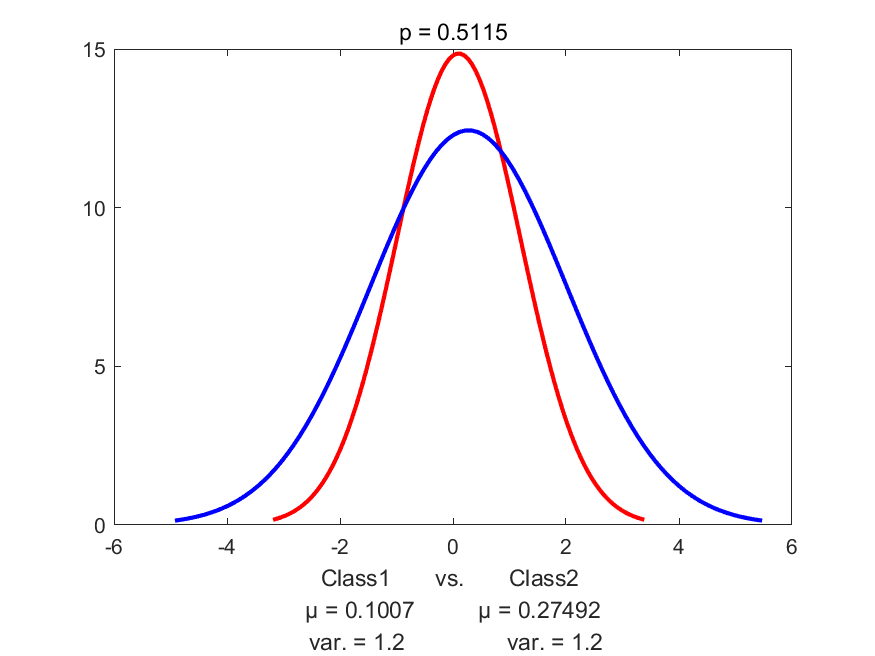 p = 0.5115
15
10
5
0
-6 -4 -2 0 2 4 6
Class1 vs. Class2
μ = 0.1007 μ = 0.27492
var. = 1.2 var. = 1.2